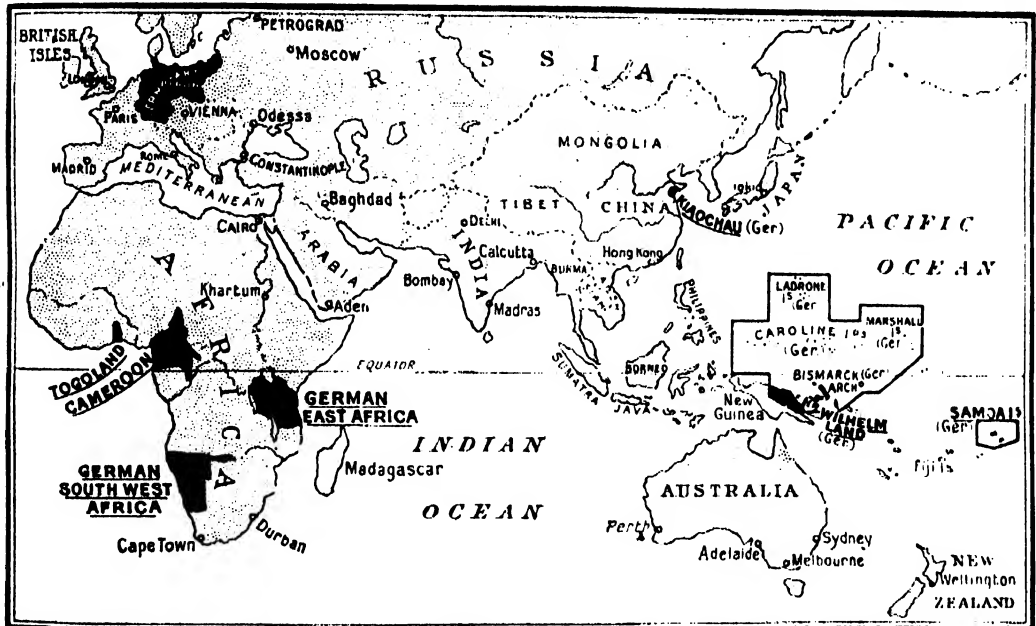 BRITISH
ISLES
PETROGRAD
Moscow
RUSSIA
PARIS
VIENNA
Odessa
MADRID
ROME
CONSTANTINOPLE
MEDITERRANEAN
MONGOLIA
Baghdad
TIBET
CHINA
JAPAN
KIAOCHAU (Ger)
PACIFIC
OCEAN
CAIRO
ARABIA
DELHI
INDIA
Calcutta
Hong Kong
BURMA
Bombay
Madras
Khartum
Aden
AFRICA
PHILIPPINES
LADRONE
IS
Ger
CAROLINE IDS
(Ger)
MARSHALL
IS
(Ger
TOGOLAND
CAMEROON
EQUATOR
SUMATRA
BORNEO
JAVA
BISMARCK (Ger
ARCH
New
Guinea
WILHELM
LAND
(Ger)
SAMOA IS
(Ger)
Fiji Is
GERMAN
EAST AFRICA
INDIAN
OCEAN
Madagascar
GERMAN
SOUTH WEST
AFRICA
Cape Town
Durban
AUSTRALIA
Perth
Adelaide
Sydney
Melbourne
NEW
Wellington
ZEALAND